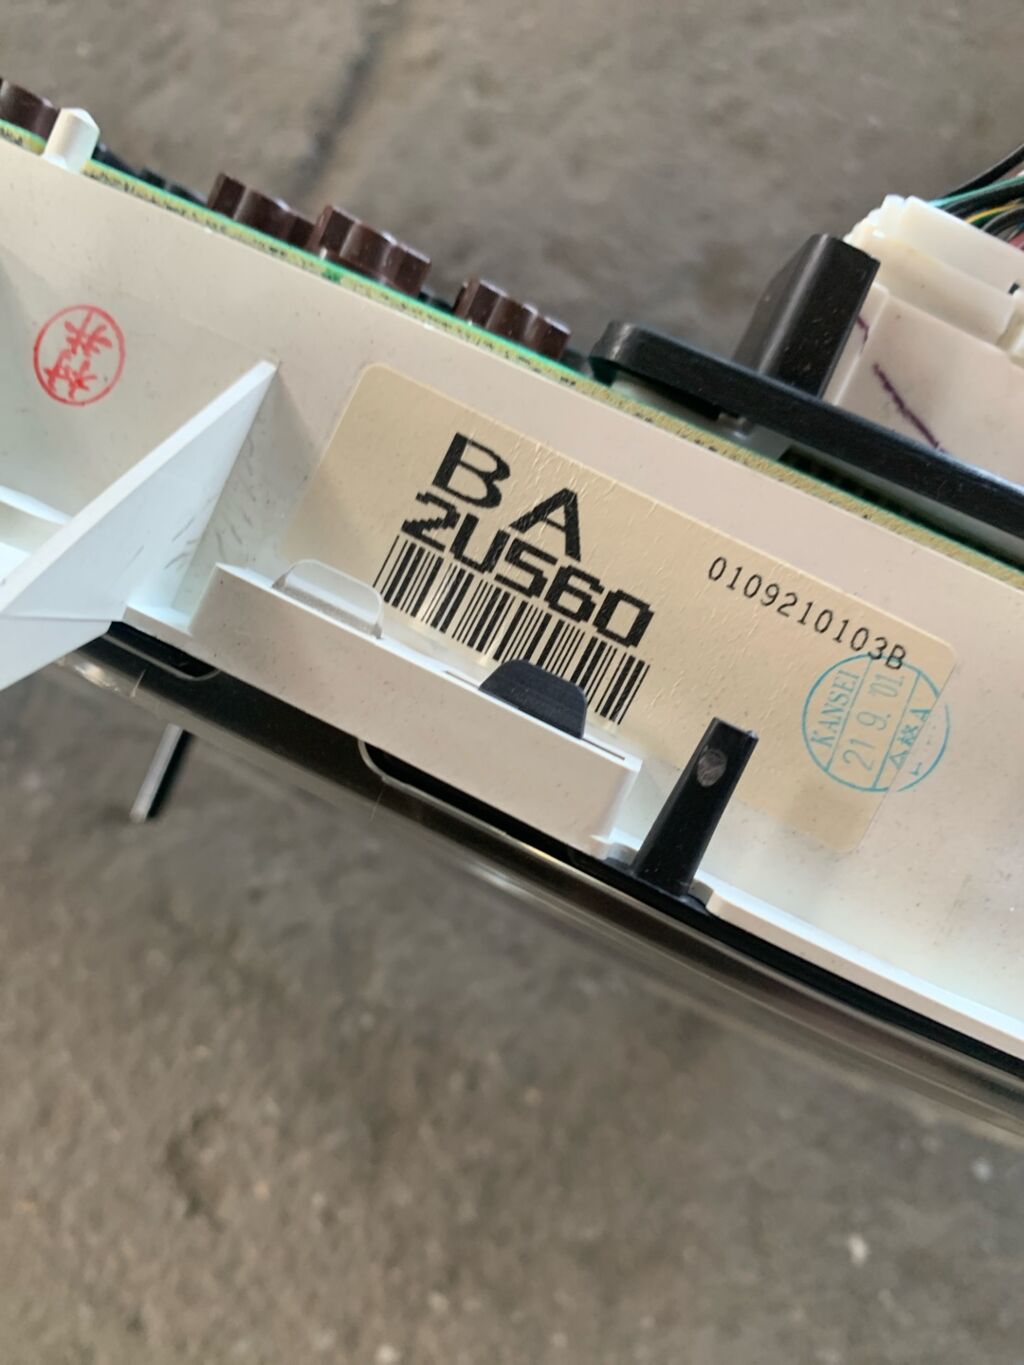 BA
2U560
0109210103B
KANSEI
21 9. '01.